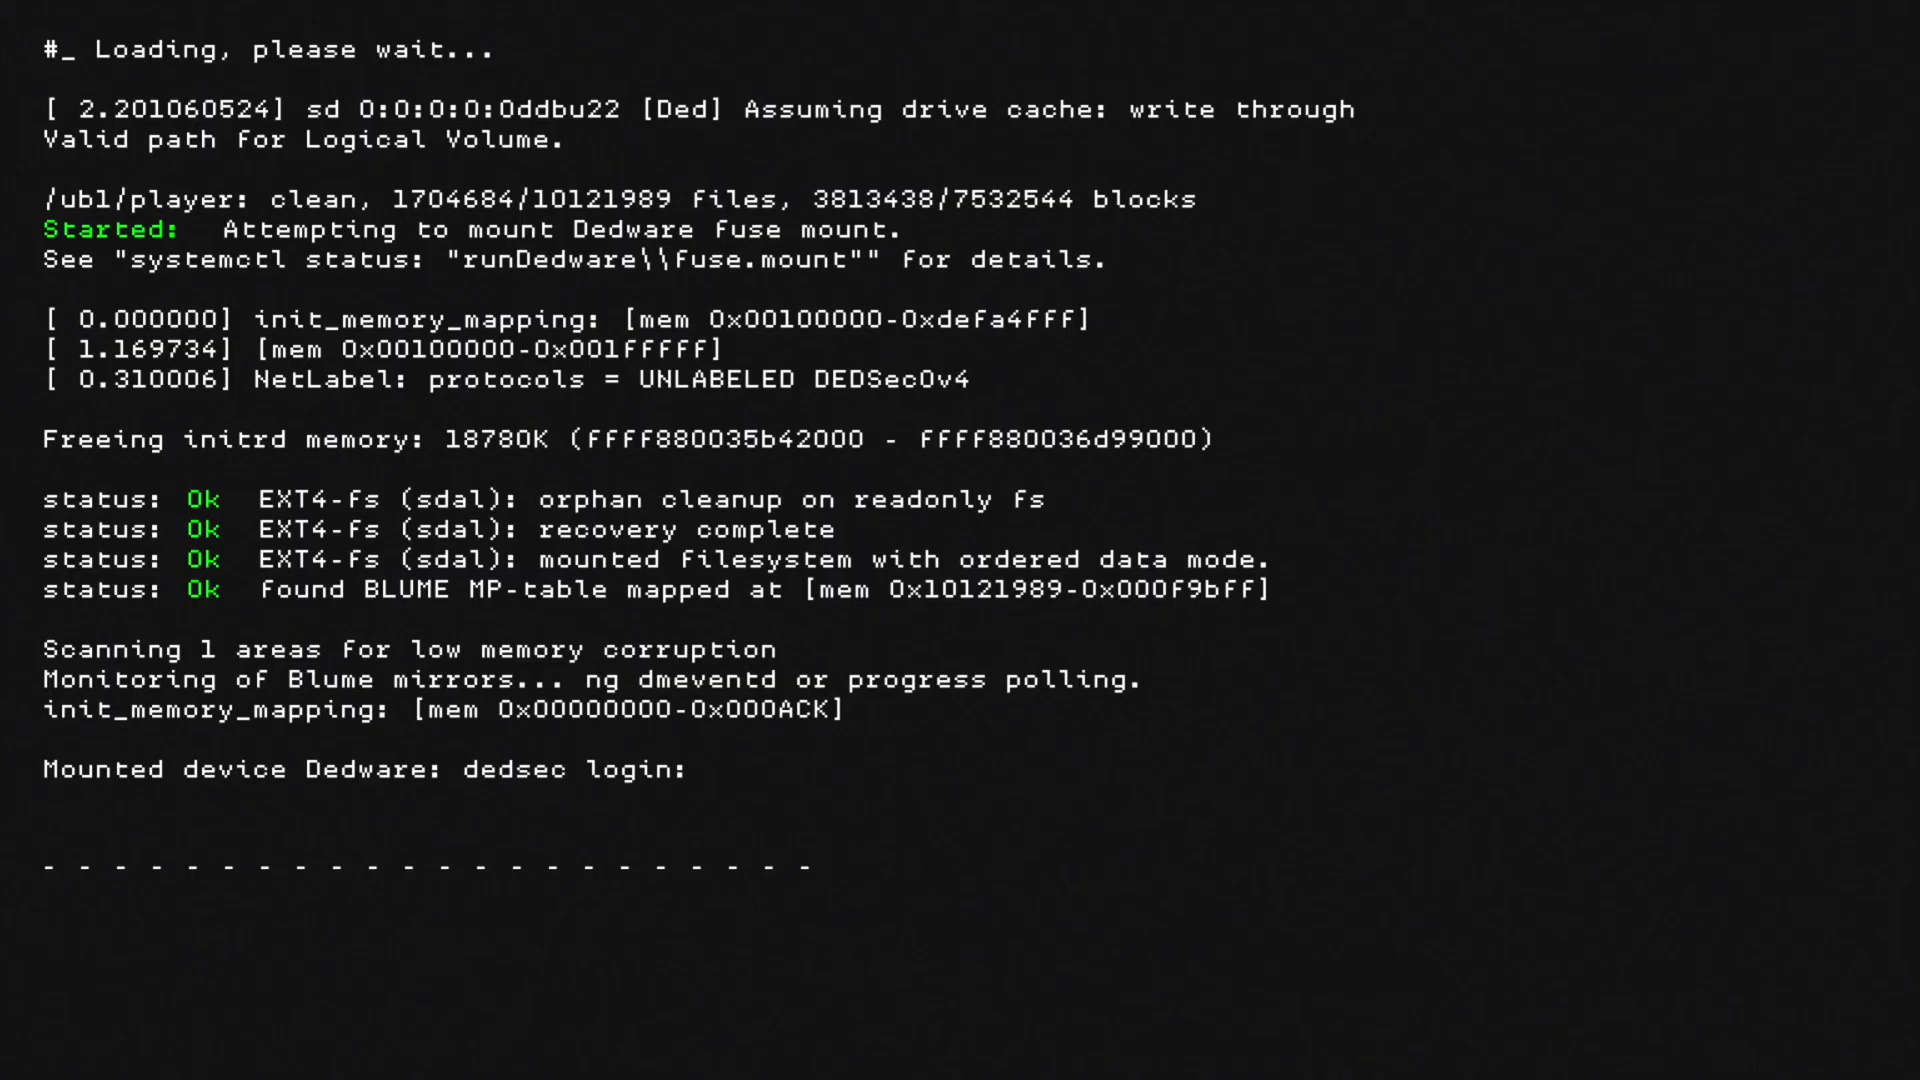 #_ Loading, please wait...
[ 2.201060524] sd 0:0:0:0:0ddbu22 [Ded] Assuming drive cache: write through
Valid path for Logical Volume.
/ubl/player: clean, 1704684/10121989 files, 3813438/7532544 blocks
Started:  Attempting to mount Dedware fuse mount.
See "systemctl status: "runDedware\\fuse.mount"" for details.
[ 0.000000] init_memory_mapping: [mem 0x00100000-0xdefa4fff]
[ 1.169734] [mem 0x00100000-0x001fffff]
[ 0.310006] NetLabel: protocols = UNLABELED DEDSecOv4
Freeing initrd memory: 18780K (ffff880035b42000 - ffff880036d99000)
status: Ok  EXT4-fs (sdal): orphan cleanup on readonly fs
status: Ok  EXT4-fs (sdal): recovery complete
status: Ok  EXT4-fs (sdal): mounted filesystem with ordered data mode.
status: Ok  found BLUME MP-table mapped at [mem 0x10121989-0x000f9bff]
Scanning 1 areas for low memory corruption
Monitoring of Blume mirrors... ng dmeventd or progress polling.
init_memory_mapping: [mem 0x00000000-0x000ACK]
Mounted device Dedware: dedsec login:
- - - - - - - - - - - - - - - - - - - - - -